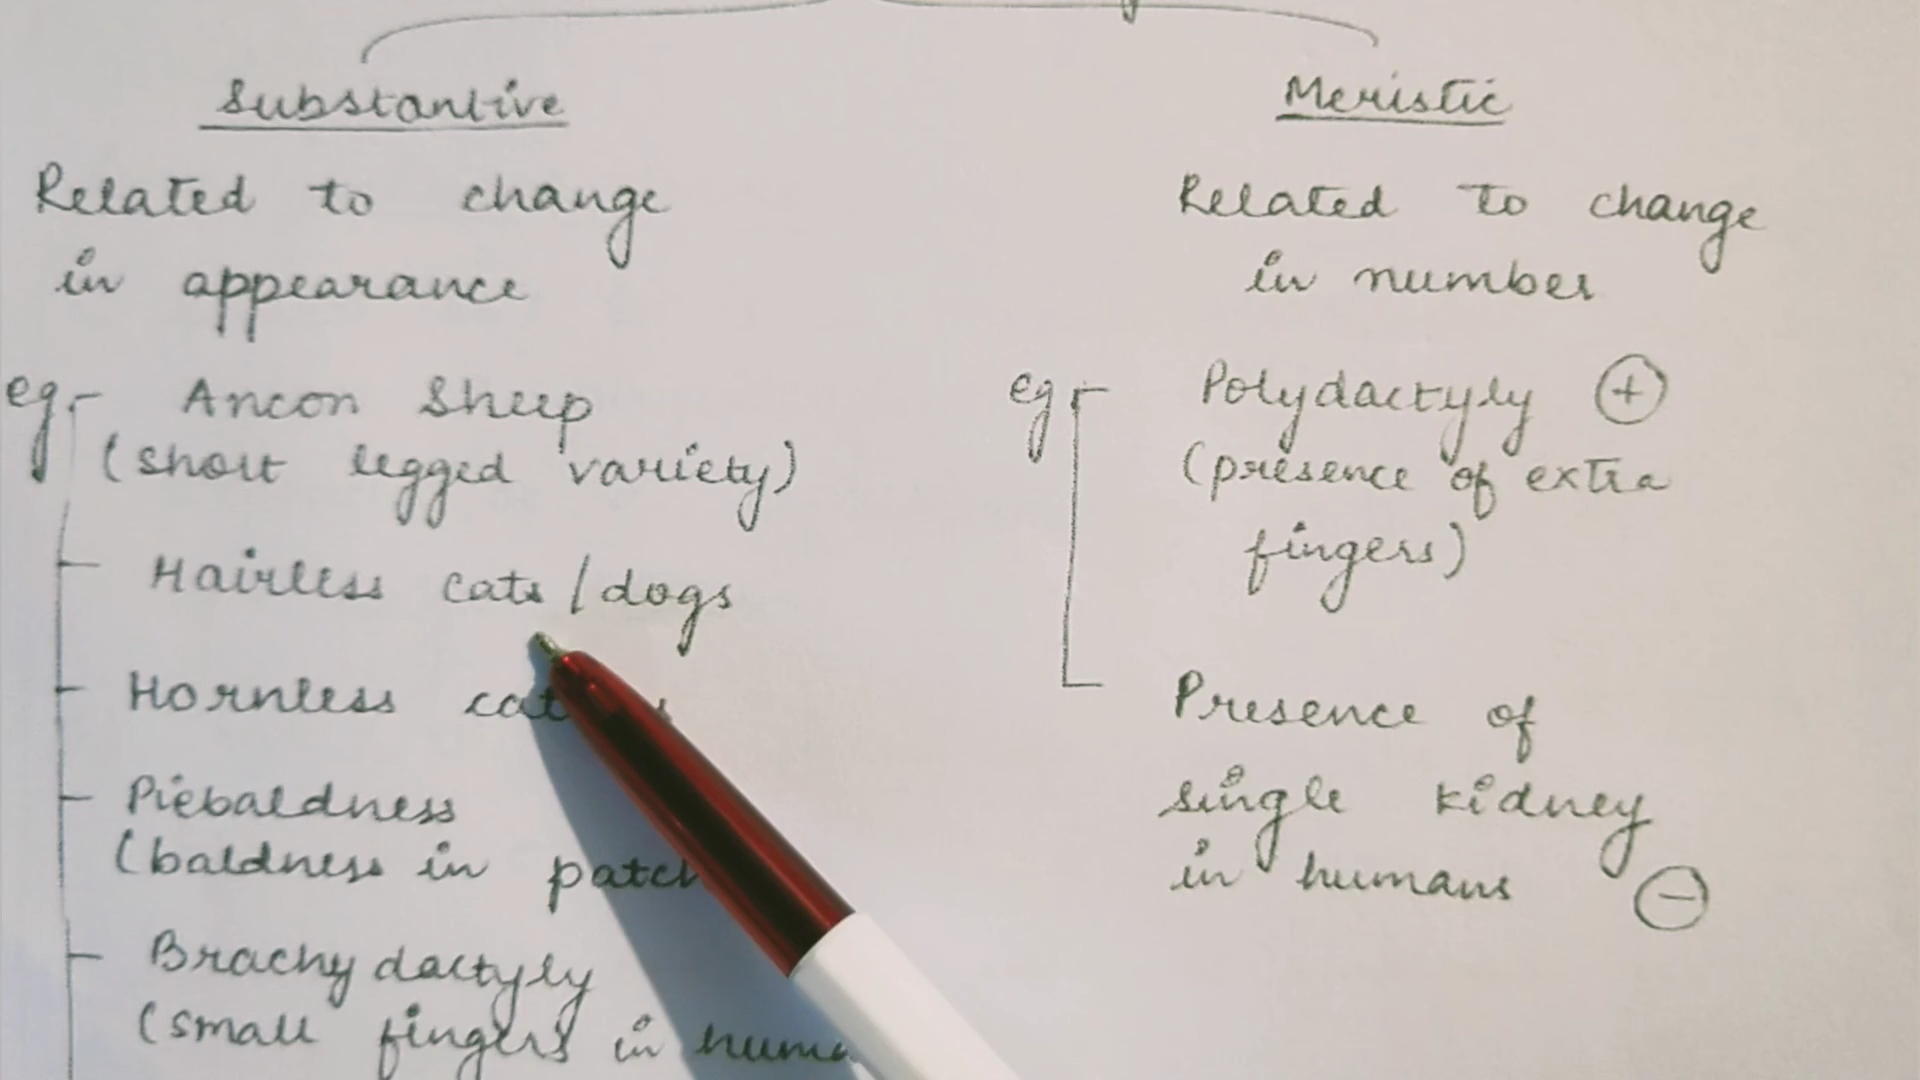 Substantive
Related to change
in appearance
eg Ancon Sheep
(short legged variety)
Hairless cats/dogs
Hornless
Piebaldness
(baldness in
Brachydactyly
(small fingers in
Meristic
Related to change
in number
eg Polydactyly +
(presence of extra
fingers)
Presence of
single kidney
in humans -